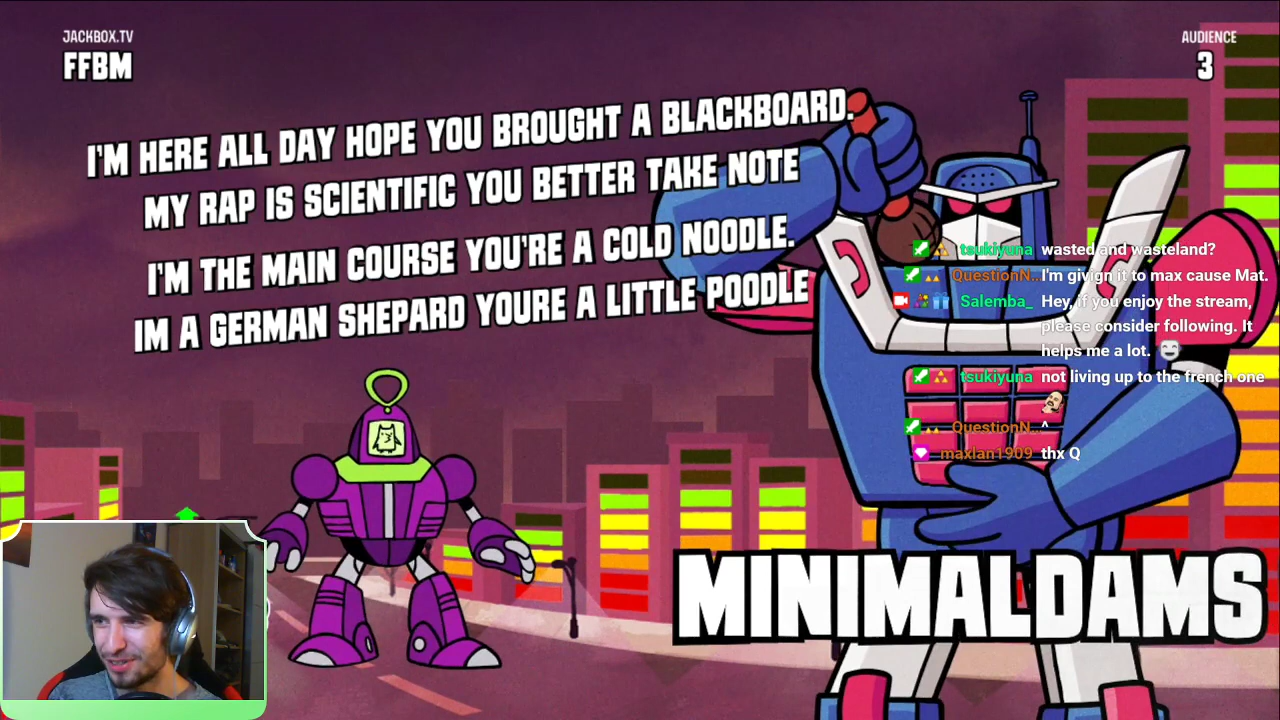 JACKBOX.TV
FFBM
AUDIENCE
3
I'M HERE ALL DAY HOPE YOU BROUGHT A BLACKBOARD.
MY RAP IS SCIENTIFIC YOU BETTER TAKE NOTE
I'M THE MAIN COURSE YOU'RE A COLD NOODLE.
IM A GERMAN SHEPARD YOURE A LITTLE POODLE
tsukiyuna wasted and wasteland?
QuestionN... I'm givign it to max cause Mat.
Salemba_ Hey, if you enjoy the stream,
please consider following. It
helps me a lot.
tsukiyuna not living up to the french one
QuestionN... ^
maxlan1909 thx Q
MINIMALDAMS